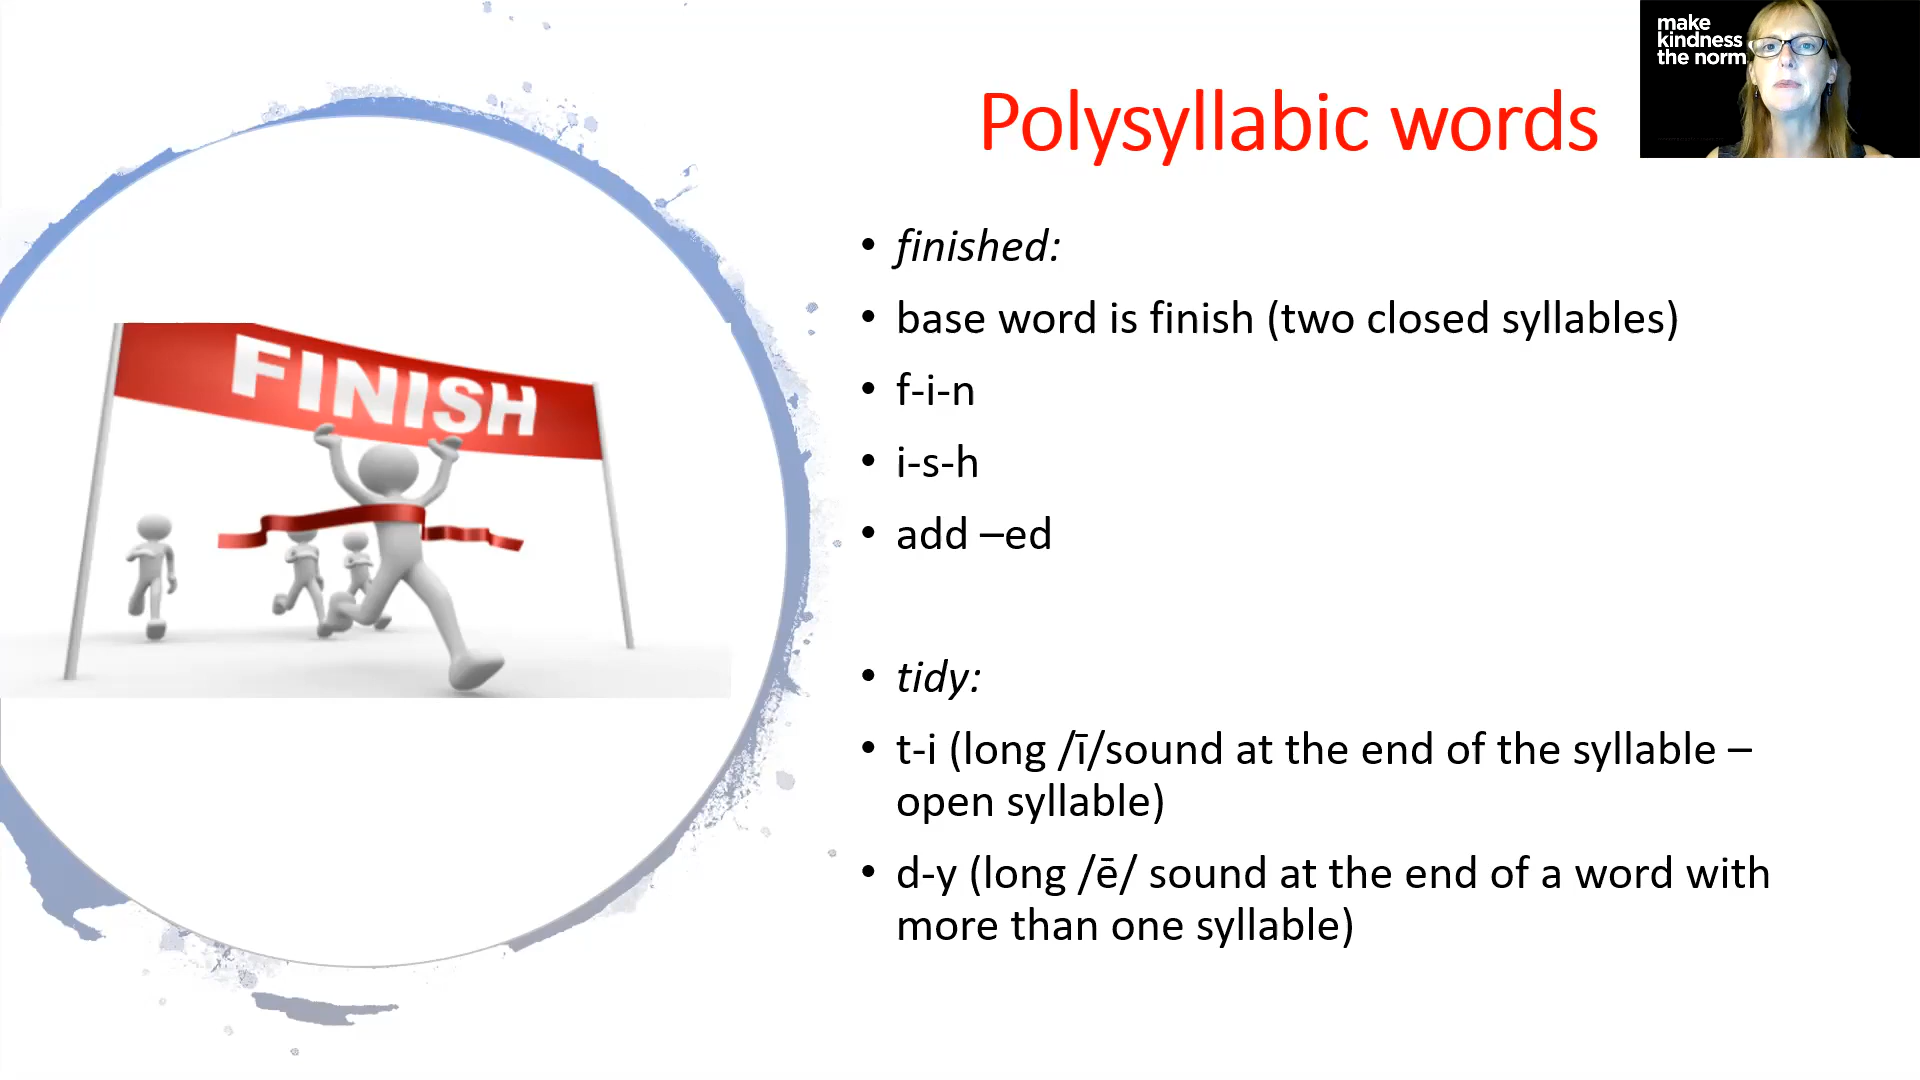 make
kindness
the norm
Polysyllabic words
FINISH
• finished:
• base word is finish (two closed syllables)
• f-i-n
• i-s-h
• add –ed
• tidy:
• t-i (long /ī/sound at the end of the syllable –
open syllable)
• d-y (long /ē/ sound at the end of a word with
more than one syllable)